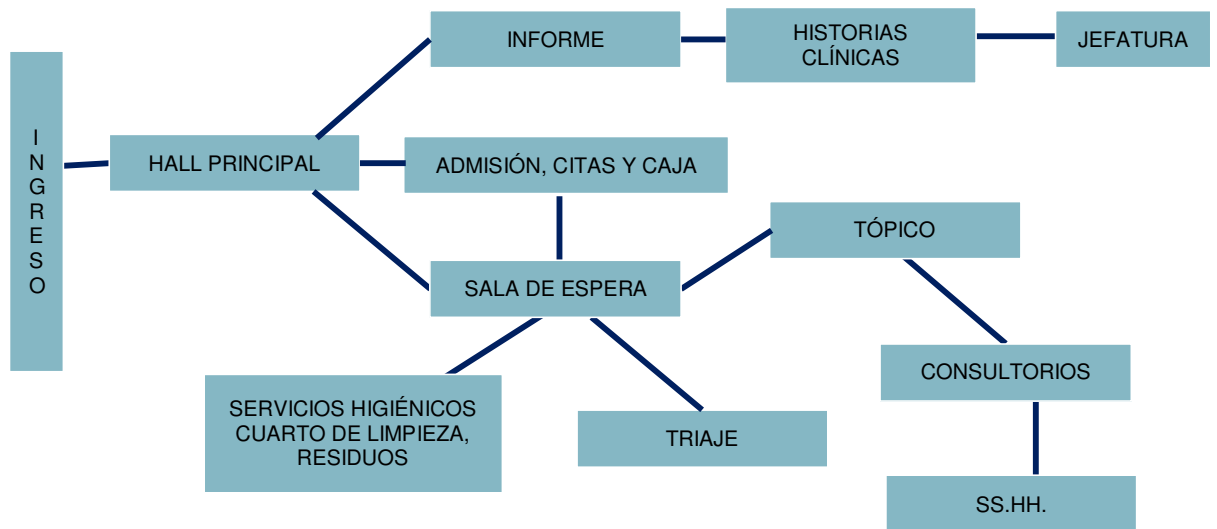 INGRESO
INFORME
HISTORIAS
CLÍNICAS
JEFATURA
HALL PRINCIPAL
ADMISIÓN, CITAS Y CAJA
TÓPICO
SALA DE ESPERA
CONSULTORIOS
SERVICIOS HIGIÉNICOS
CUARTO DE LIMPIEZA,
RESIDUOS
TRIAJE
SS.HH.